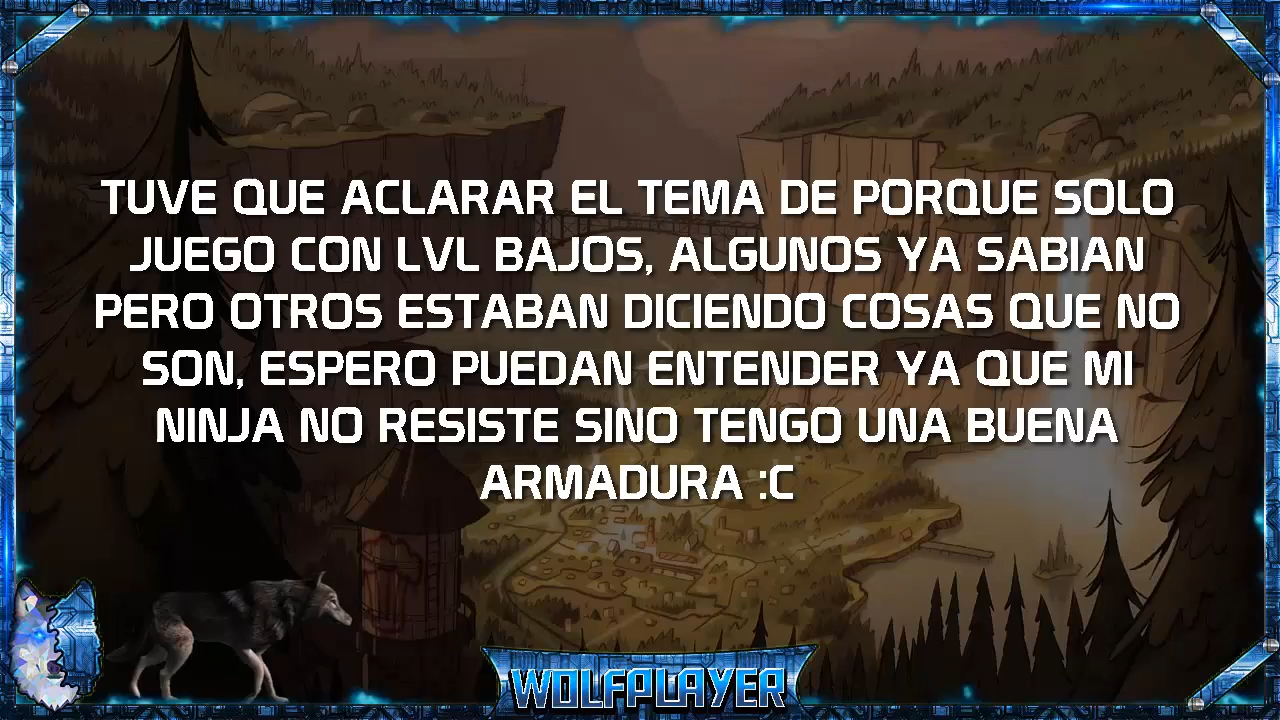 TUVE QUE ACLARAR EL TEMA DE PORQUE SOLO
JUEGO CON LVL BAJOS, ALGUNOS YA SABIAN
PERO OTROS ESTABAN DICIENDO COSAS QUE NO
SON, ESPERO PUEDAN ENTENDER YA QUE MI
NINJA NO RESISTE SINO TENGO UNA BUENA
ARMADURA :C
WOLFPLAYER